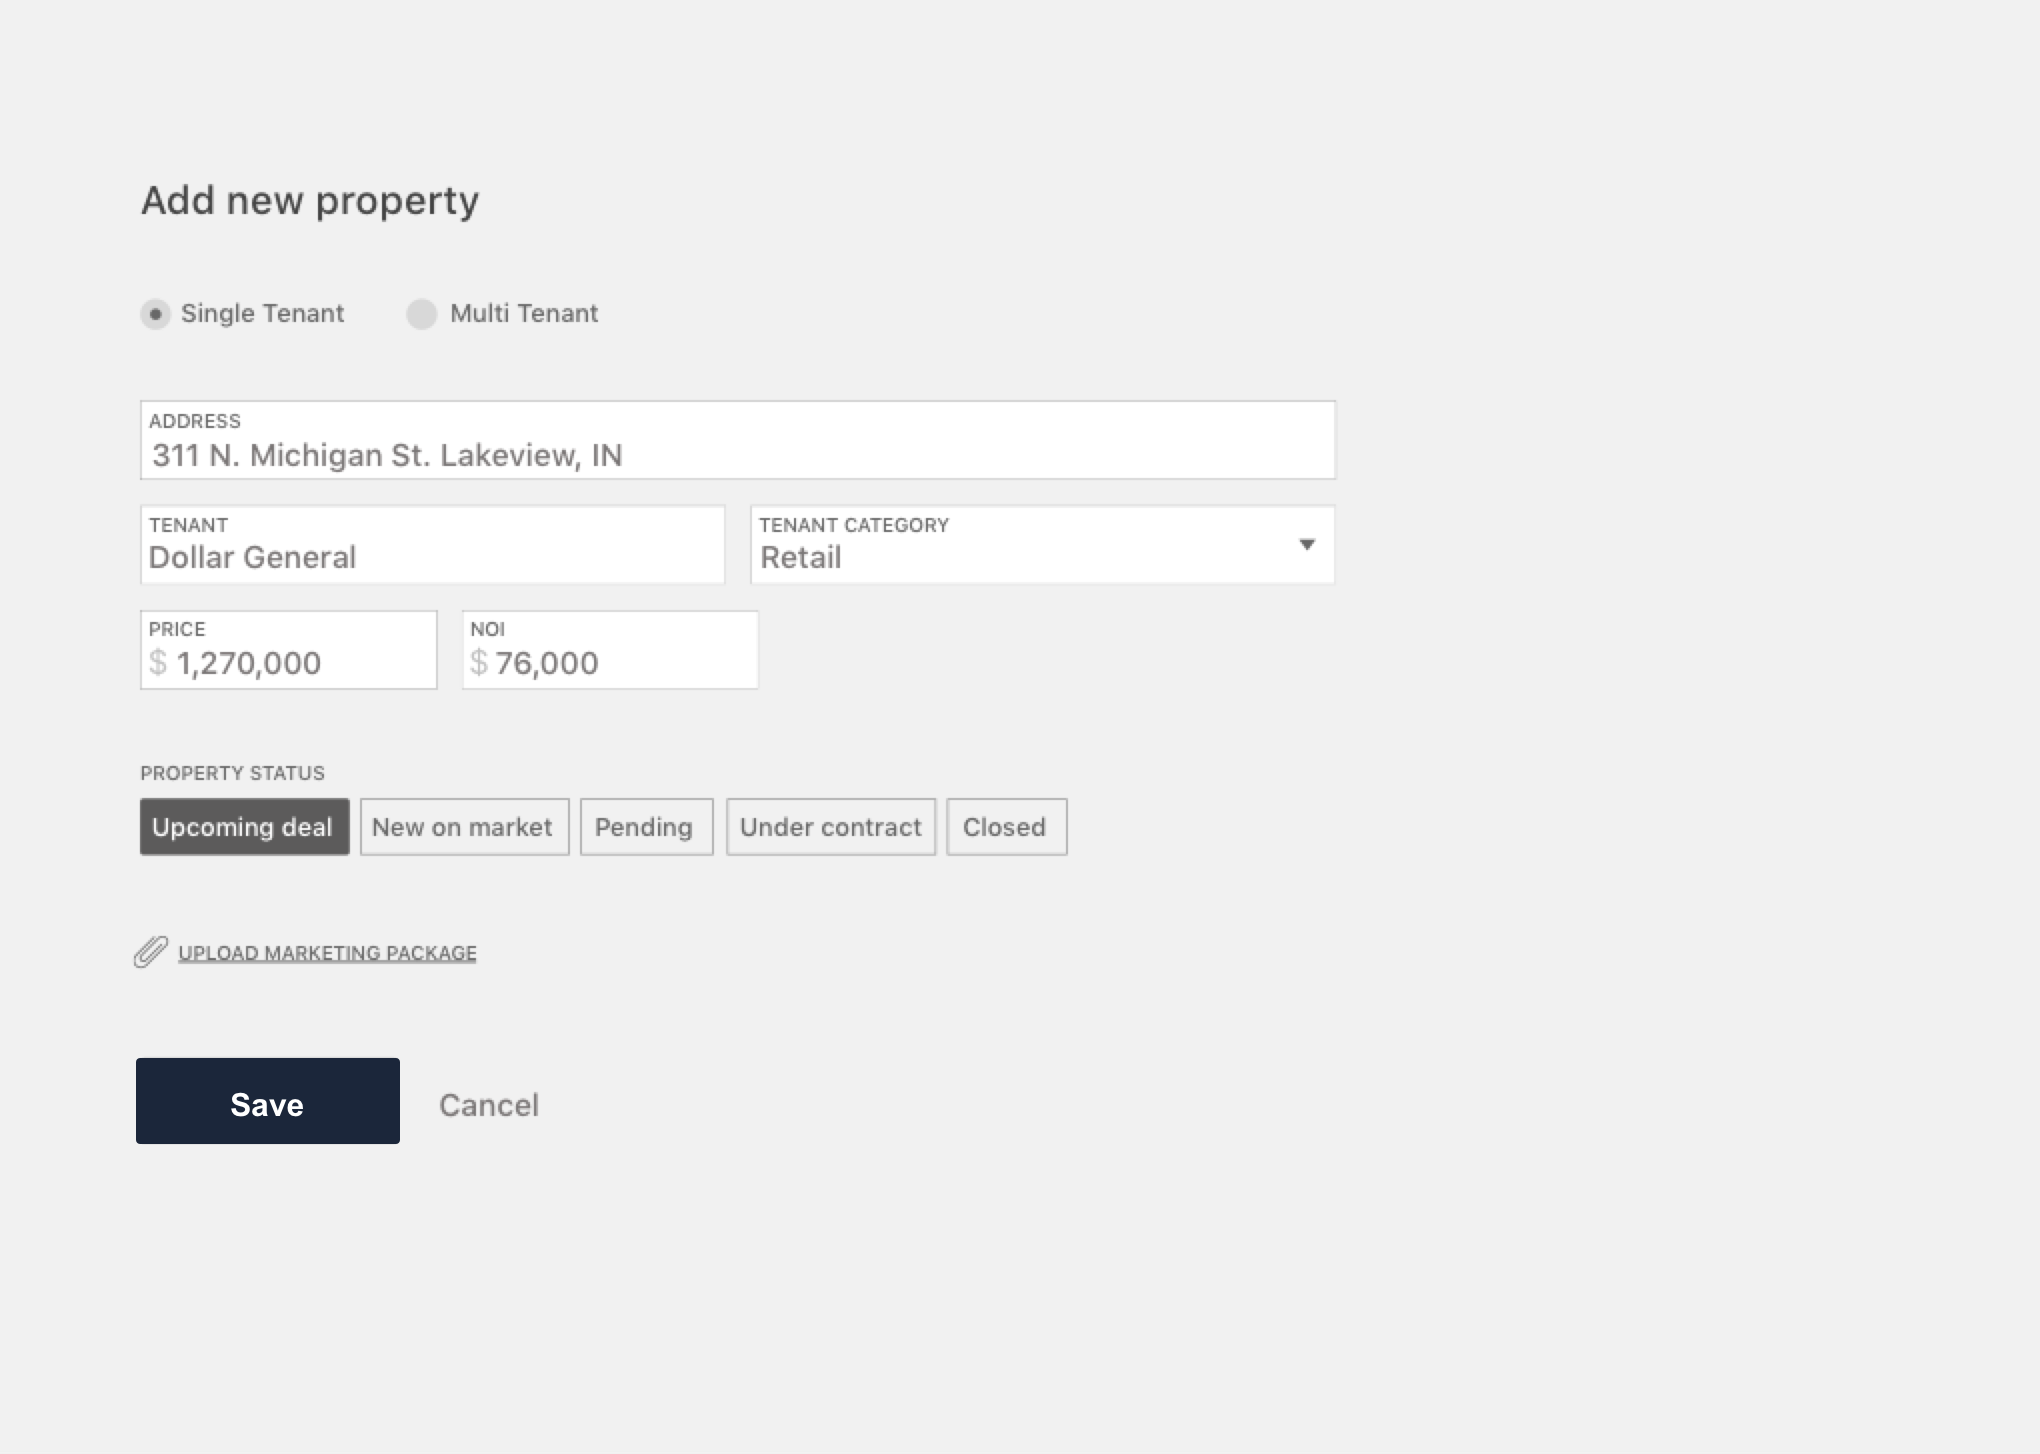 Add new property
Single Tenant Multi Tenant
ADDRESS
311 N. Michigan St. Lakeview, IN
TENANT TENANT CATEGORY
Dollar General Retail
PRICE NOI
$ 1,270,000 $ 76,000
PROPERTY STATUS
Upcoming deal New on market Pending Under contract Closed
UPLOAD MARKETING PACKAGE
Save Cancel